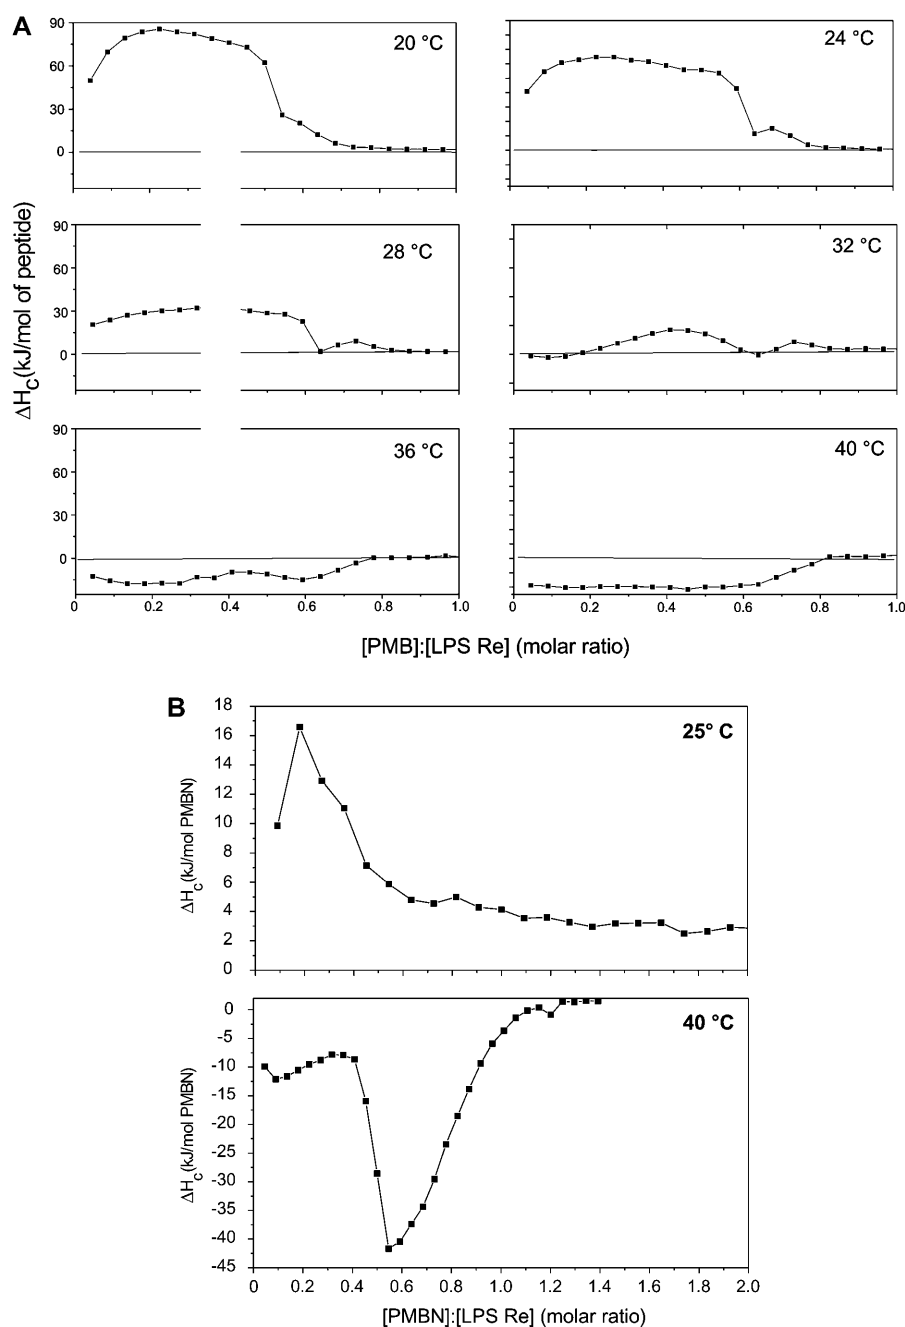 A
20 °C
24 °C
90
60
30
0
28 °C
32 °C
90
60
30
0
36 °C
40 °C
90
60
30
0
0 0.2 0.4 0.6 0.8 1.0
0 0.2 0.4 0.6 0.8 1.0
ΔHC(kJ/mol of peptide)
[PMB]:[LPS Re] (molar ratio)
B
25° C
18
16
14
12
10
8
6
4
2
0
ΔHc(kJ/mol PMBN)
40 °C
0
-5
-10
-15
-20
-25
-30
-35
-40
-45
ΔHc(kJ/mol PMBN)
0 0.2 0.4 0.6 0.8 1.0 1.2 1.4 1.6 1.8 2.0
[PMBN]:[LPS Re] (molar ratio)